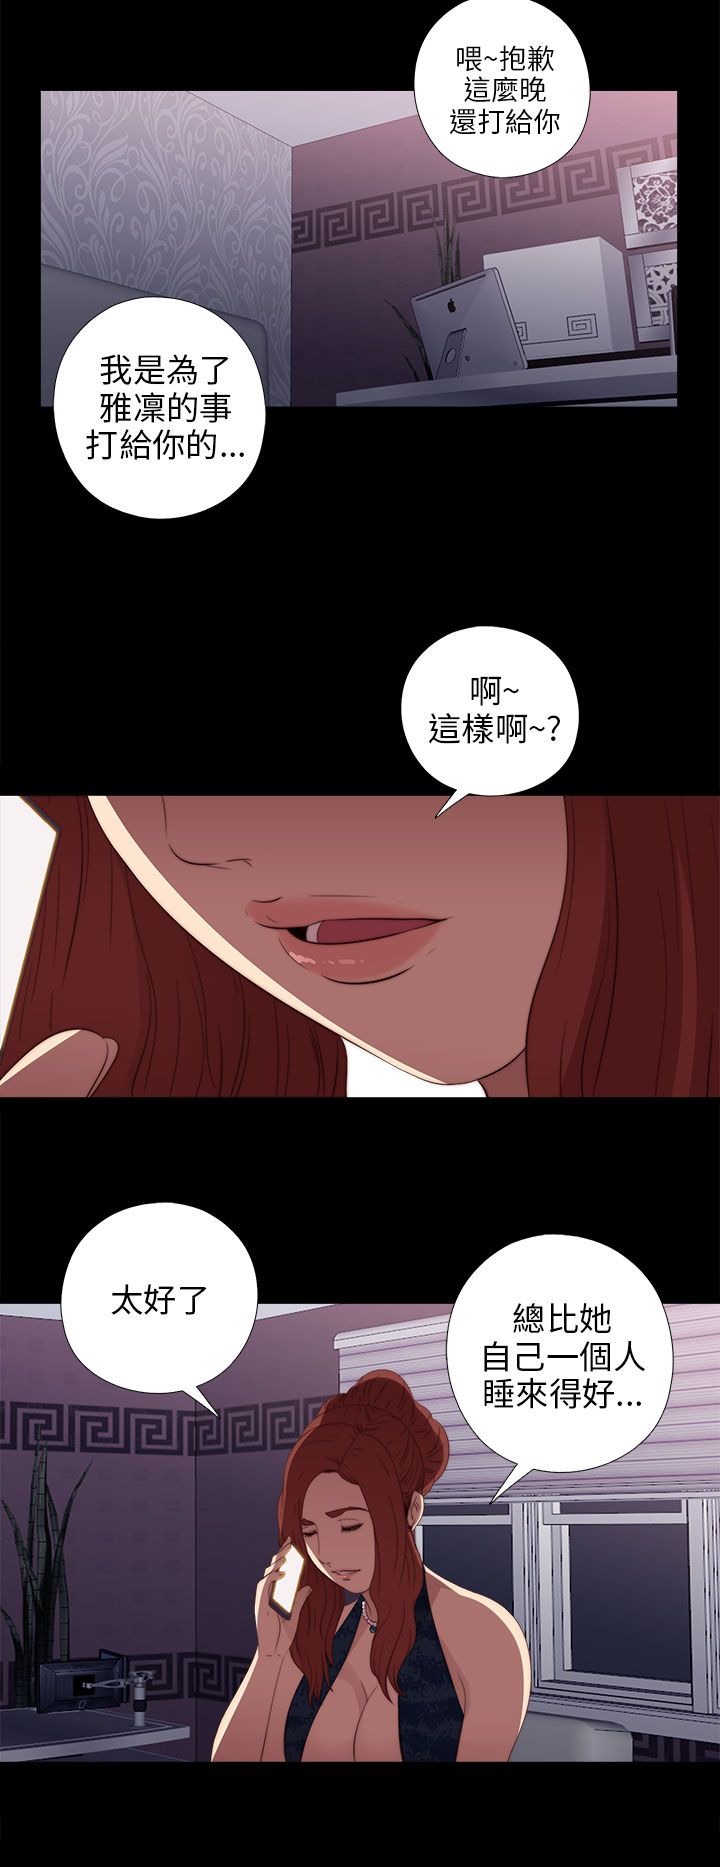 喂~抱歉
這麼晚
還打給你
我是為了
雅凜的事
打給你的...
啊~
這樣啊~?
太好了
總比她
自己一個人
睡來得好...